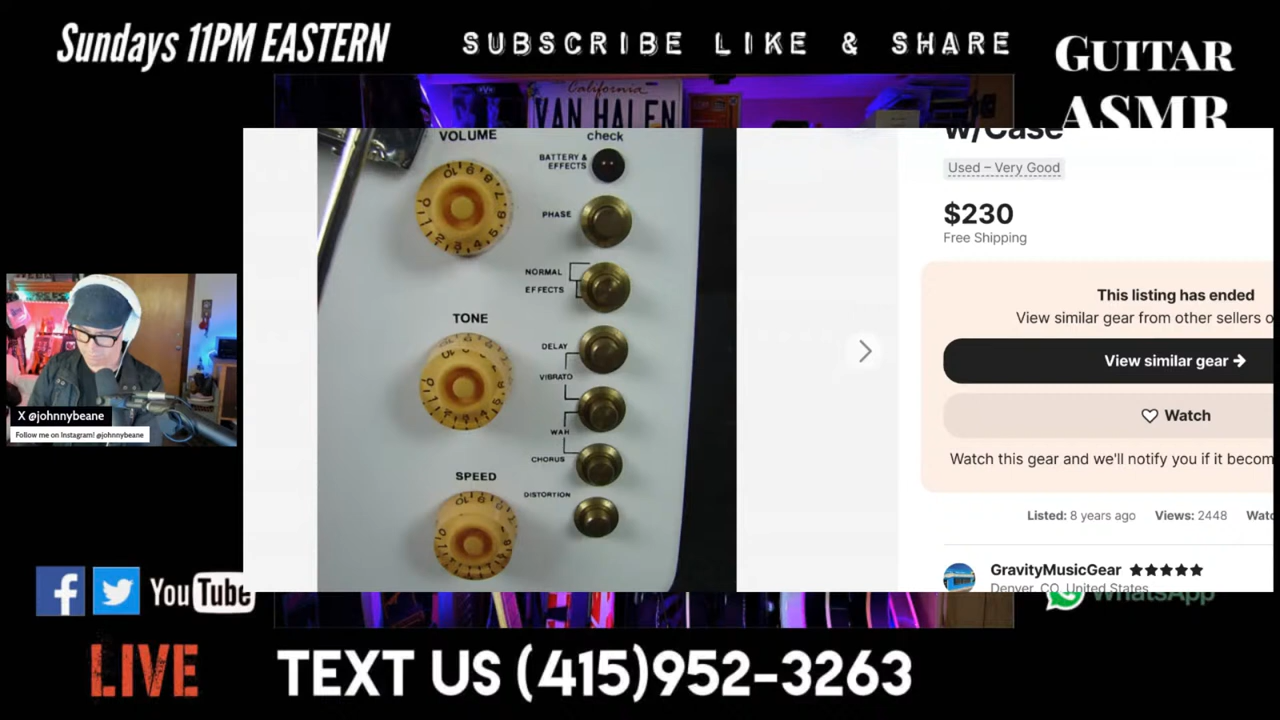 Sundays 11PM EASTERN
SUBSCRIBE LIKE & SHARE
GUITAR
ASMR
California
VAN HALEN
w/Case
Used – Very Good
$230
Free Shipping
This listing has ended
View similar gear from other sellers o
View similar gear →
Watch
Watch this gear and we'll notify you if it becom
Listed: 8 years ago Views: 2448 Watc
GravityMusicGear ★★★★★
Denver, CO, United States
VOLUME
check
BATTERY &
EFFECTS
PHASE
NORMAL
EFFECTS
TONE
DELAY
VIBRATO
WAH
CHORUS
SPEED
DISTORTION
X @johnnybeane
Follow me on Instagram! @johnnybeane
YouTube
WhatsApp
LIVE
TEXT US (415)952-3263